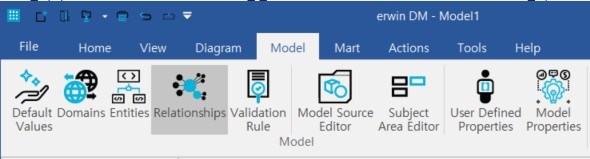 erwin DM - Model1
File Home View Diagram Model Mart Actions Tools Help
Default Values Domains Entities Relationships Validation Rule Model Source Editor Subject Area Editor User Defined Properties Model Properties
Model